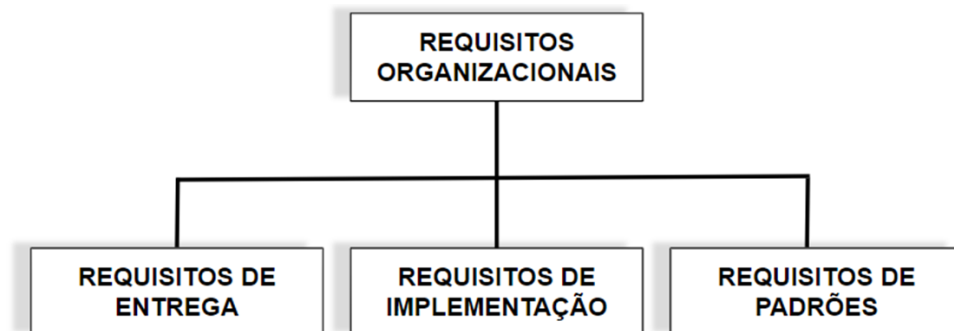 REQUISITOS
ORGANIZACIONAIS
REQUISITOS DE
ENTREGA
REQUISITOS DE
IMPLEMENTAÇÃO
REQUISITOS DE
PADRÕES